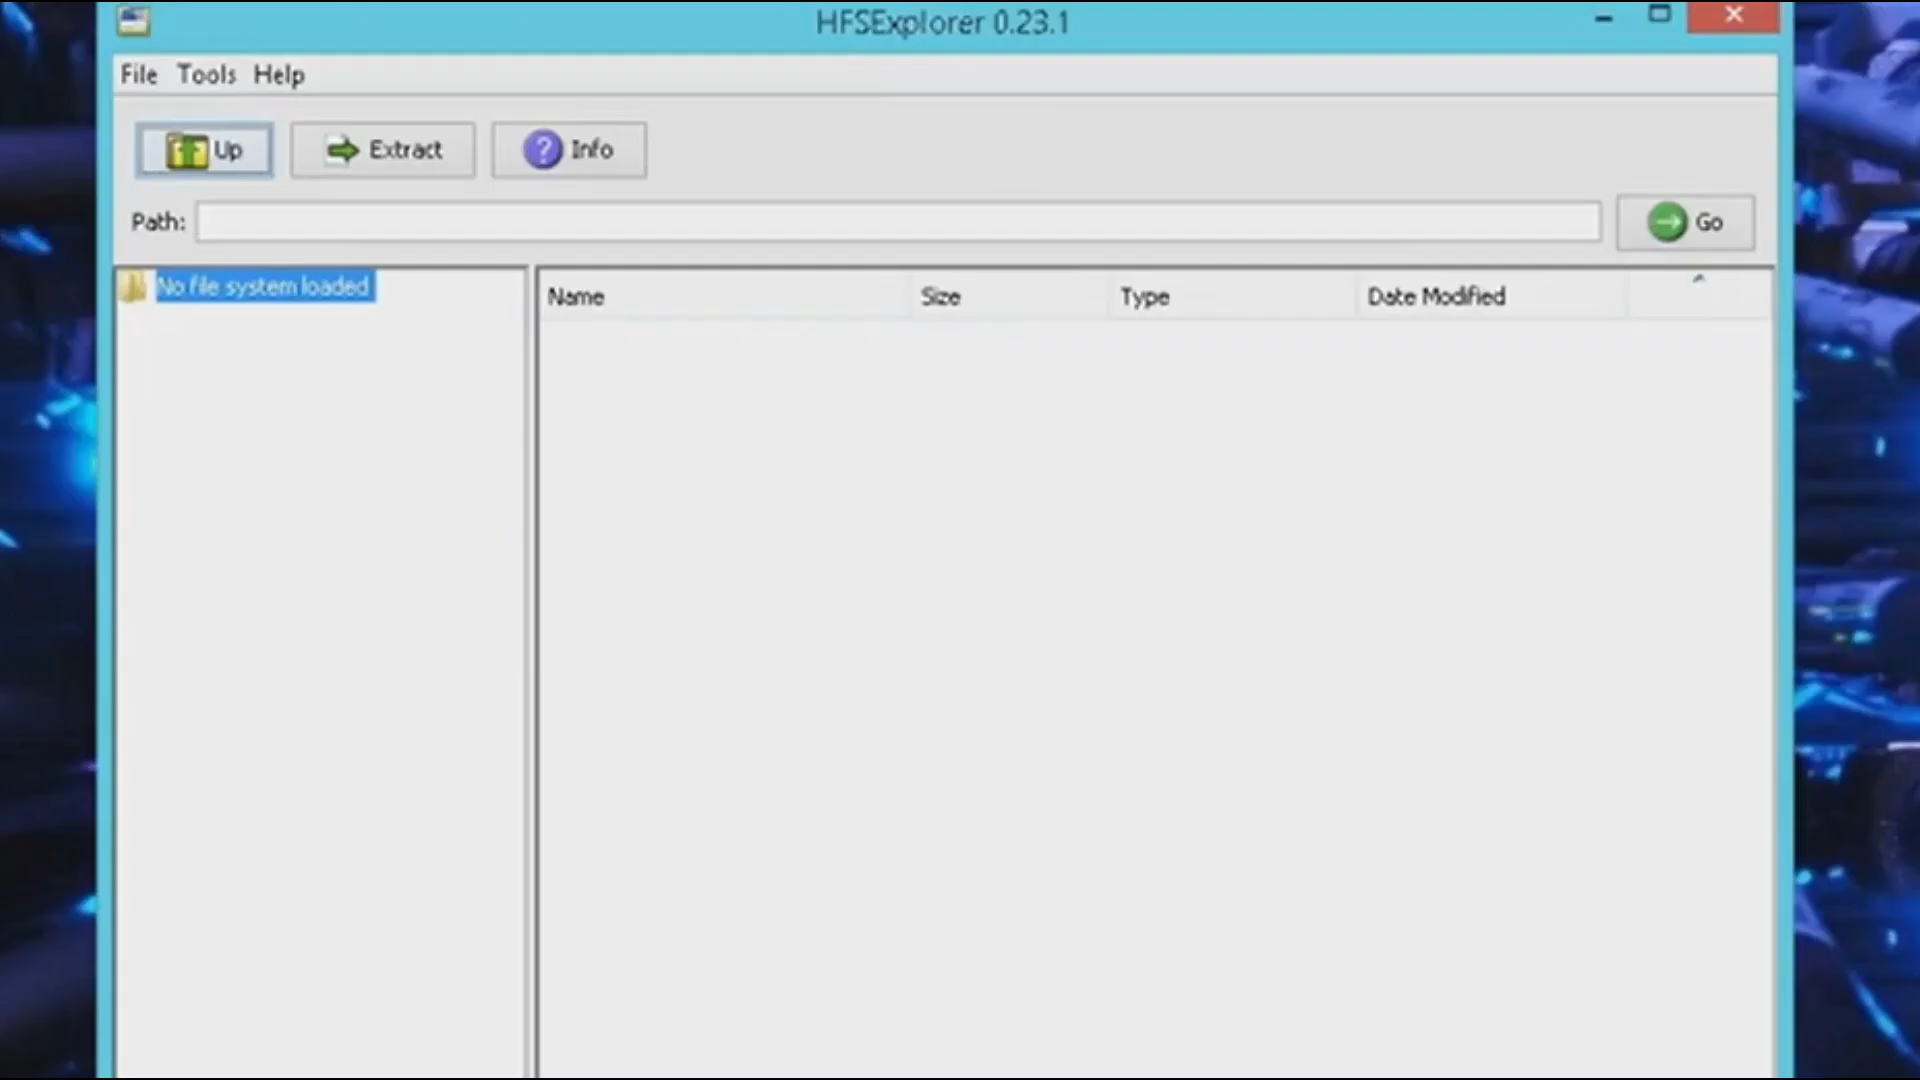 HFSExplorer 0.23.1
File Tools Help
Up Extract ? Info
Path: Go
No file system loaded
Name Size Type Date Modified